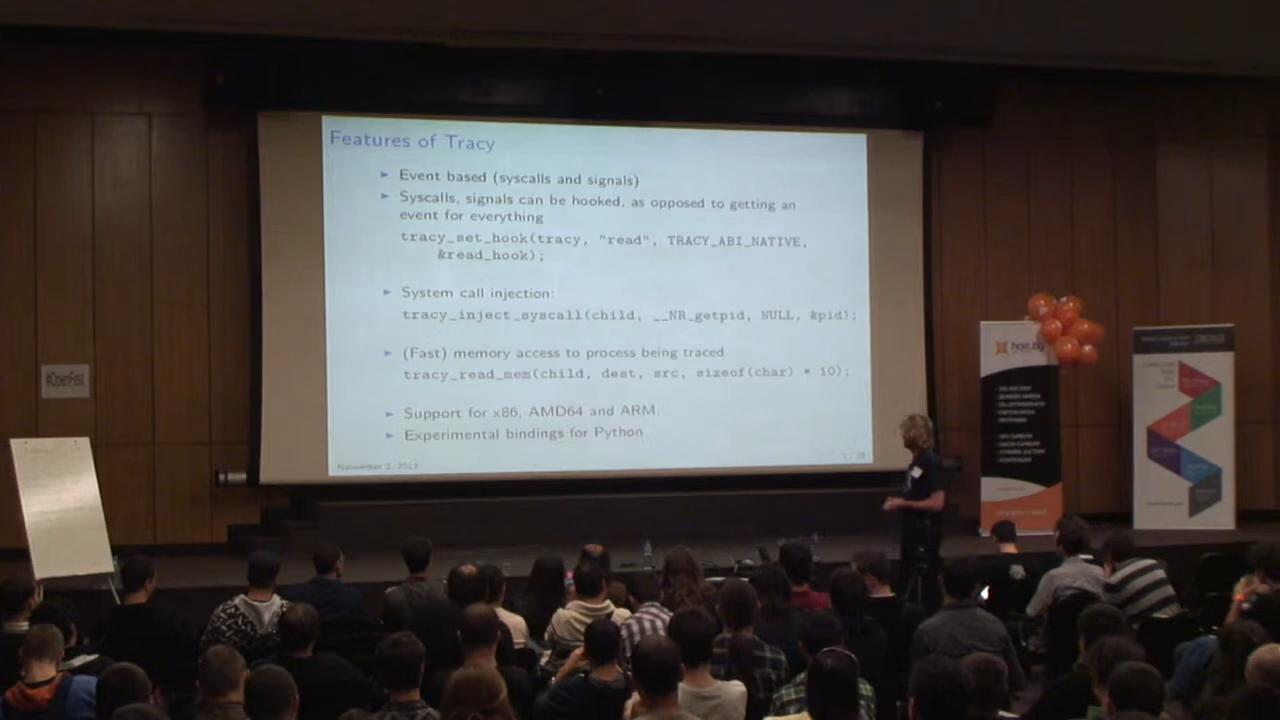 Features of Tracy
Event based (syscalls and signals)
Syscalls, signals can be hooked, as opposed to getting an
event for everything
tracy_set_hook(tracy, "read", TRACY_ABI_NATIVE,
&read_hook);
System call injection:
tracy_inject_syscall(child, __NR_getpid, NULL, &pid);
(Fast) memory access to process being traced
tracy_read_mem(child, dest, src, sizeof(char) * 10);
Support for x86, AMD64 and ARM.
Experimental bindings for Python
November 2, 2013
#OpenFest
host.bg